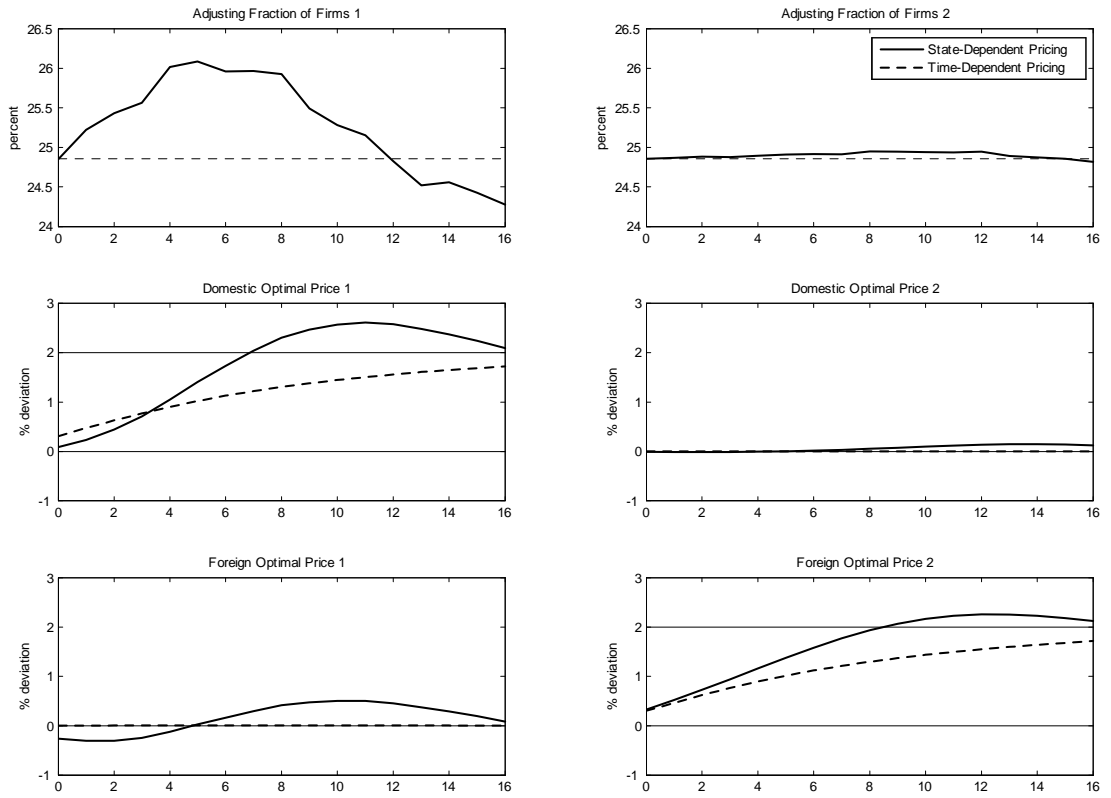 Adjusting Fraction of Firms 1
26.5
26
25.5
25
24.5
24
percent
0 2 4 6 8 10 12 14 16
Adjusting Fraction of Firms 2
26.5
26
25.5
25
24.5
24
percent
State-Dependent Pricing
Time-Dependent Pricing
0 2 4 6 8 10 12 14 16
Domestic Optimal Price 1
3
2
1
0
-1
% deviation
0 2 4 6 8 10 12 14 16
Domestic Optimal Price 2
3
2
1
0
-1
% deviation
0 2 4 6 8 10 12 14 16
Foreign Optimal Price 1
3
2
1
0
-1
% deviation
0 2 4 6 8 10 12 14 16
Foreign Optimal Price 2
3
2
1
0
-1
% deviation
0 2 4 6 8 10 12 14 16